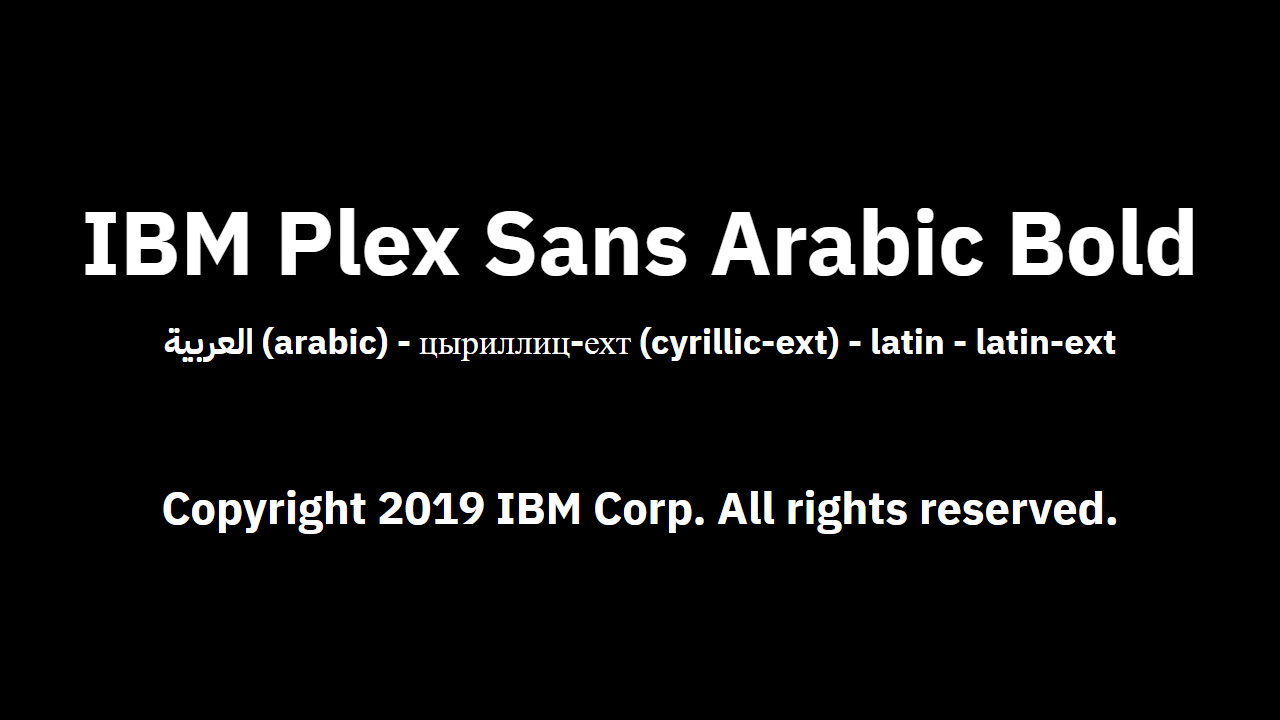 IBM Plex Sans Arabic Bold
العربية (arabic) - цыриллиц-ехт (cyrillic-ext) - latin - latin-ext
Copyright 2019 IBM Corp. All rights reserved.